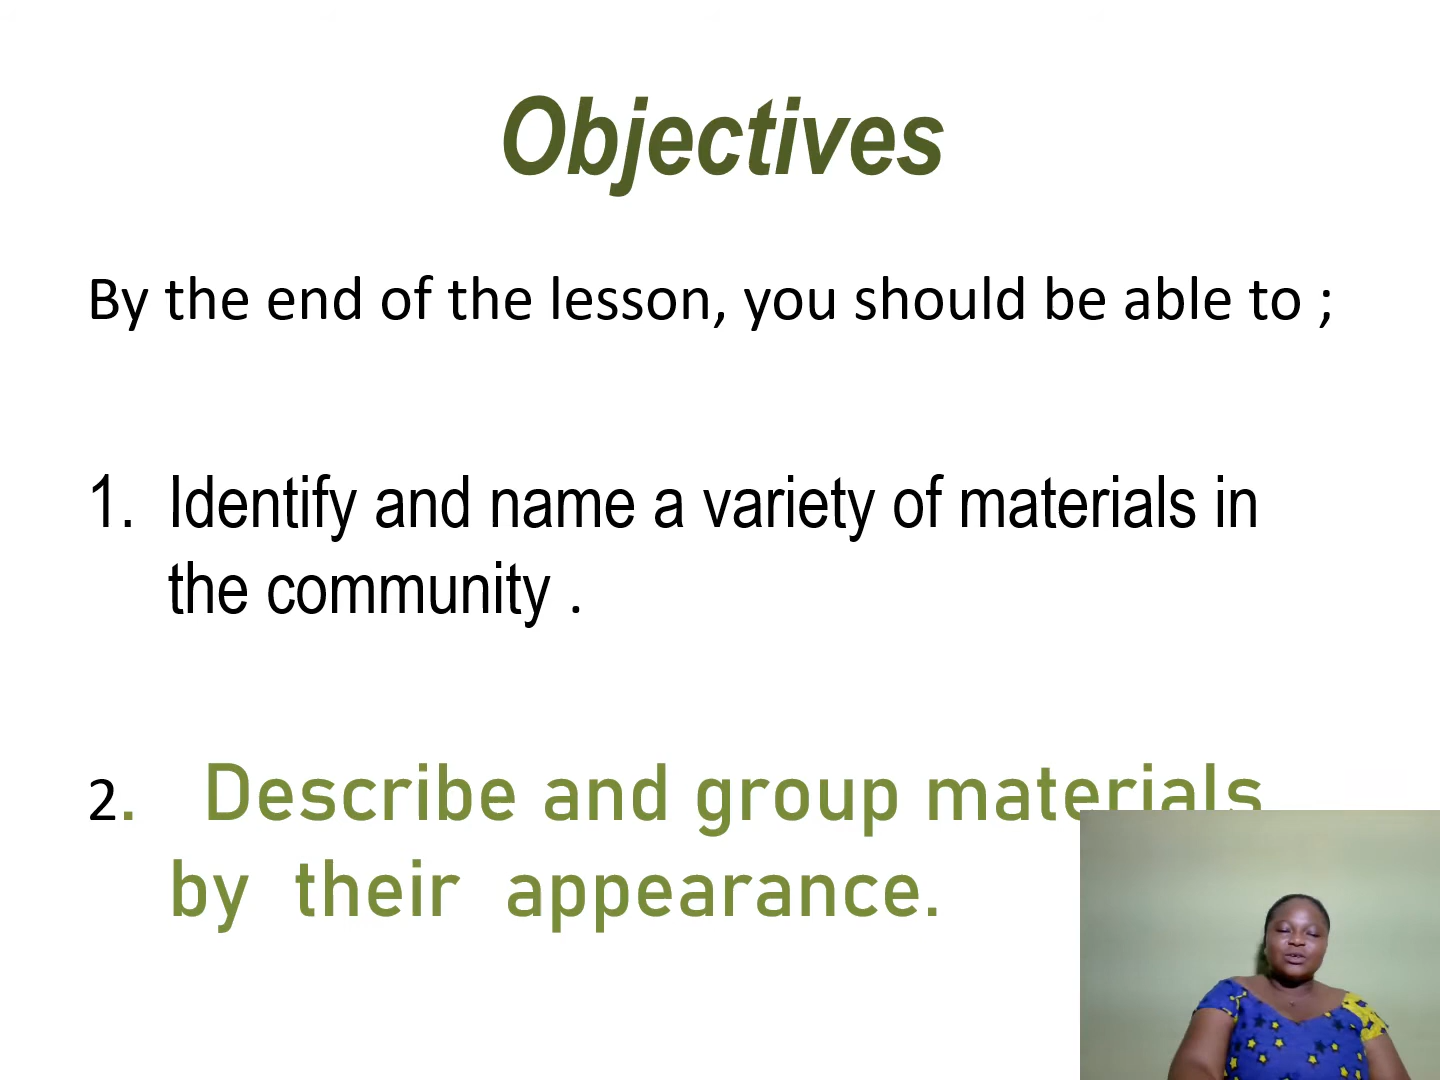 Objectives
By the end of the lesson, you should be able to ;
1. Identify and name a variety of materials in
the community .
2. Describe and group materials
by their appearance.